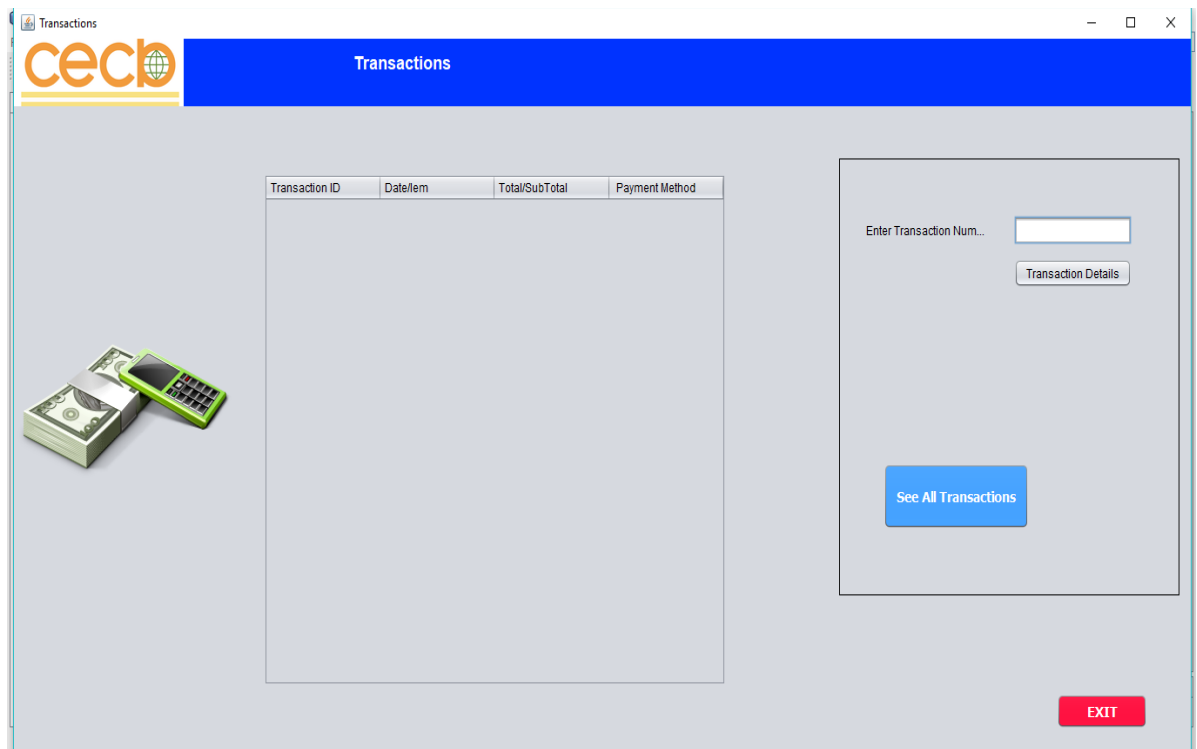 Transactions
cecb
Transactions
Transaction ID Date/Iem Total/SubTotal Payment Method
Enter Transaction Num...
Transaction Details
See All Transactions
EXIT